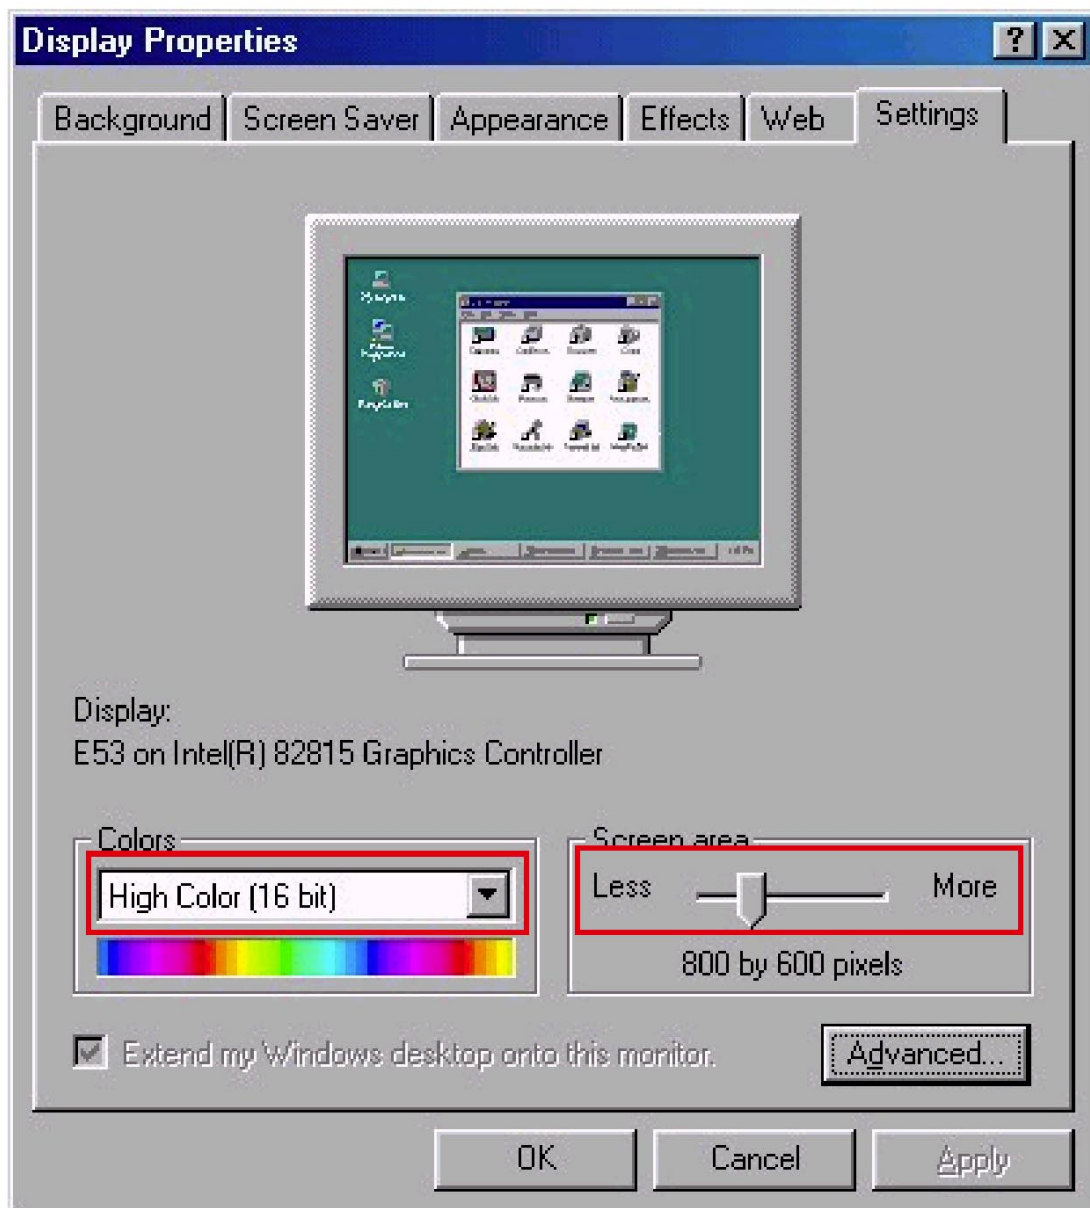 Display Properties
Background Screen Saver Appearance Effects Web Settings
Display:
E53 on Intel(R) 82815 Graphics Controller
Colors
High Color (16 bit)
Screen area
Less More
800 by 600 pixels
Extend my Windows desktop onto this monitor.
Advanced...
OK Cancel Apply